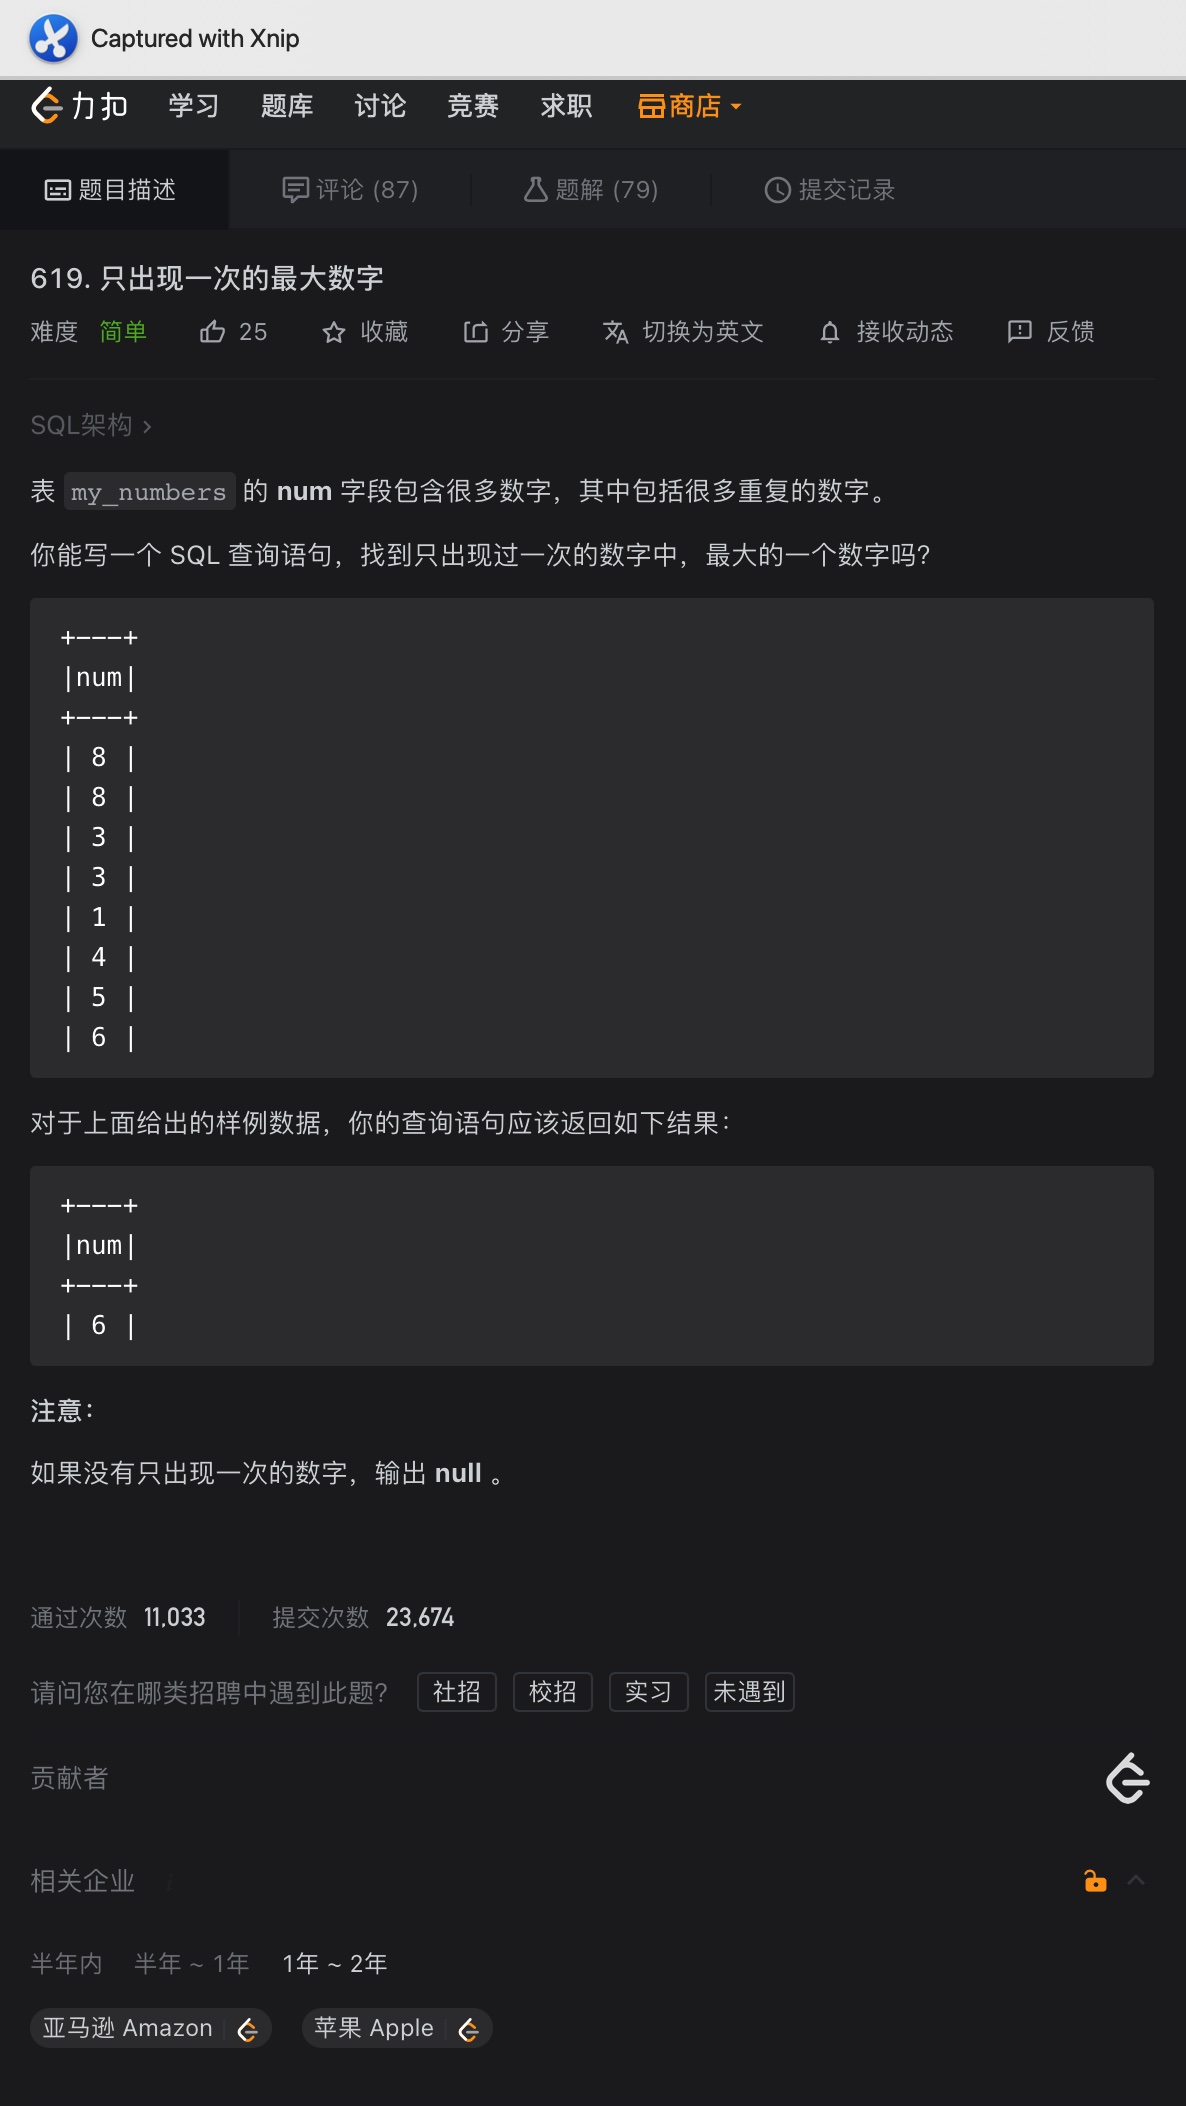 Captured with Xnip
力扣 学习 题库 讨论 竞赛 求职 商店
题目描述 评论 (87) 题解 (79) 提交记录
619. 只出现一次的最大数字
难度 简单 25 收藏 分享 切换为英文 接收动态 反馈
SQL架构 >
表 my_numbers 的 num 字段包含很多数字，其中包括很多重复的数字。
你能写一个 SQL 查询语句，找到只出现过一次的数字中，最大的一个数字吗？
+---+
|num|
+---+
| 8 |
| 8 |
| 3 |
| 3 |
| 1 |
| 4 |
| 5 |
| 6 |
对于上面给出的样例数据，你的查询语句应该返回如下结果：
+---+
|num|
+---+
| 6 |
注意：
如果没有只出现一次的数字，输出 null 。
通过次数 11,033 提交次数 23,674
请问您在哪类招聘中遇到此题？ 社招 校招 实习 未遇到
贡献者
相关企业 i
半年内 半年 ~ 1年 1年 ~ 2年
亚马逊 Amazon 苹果 Apple